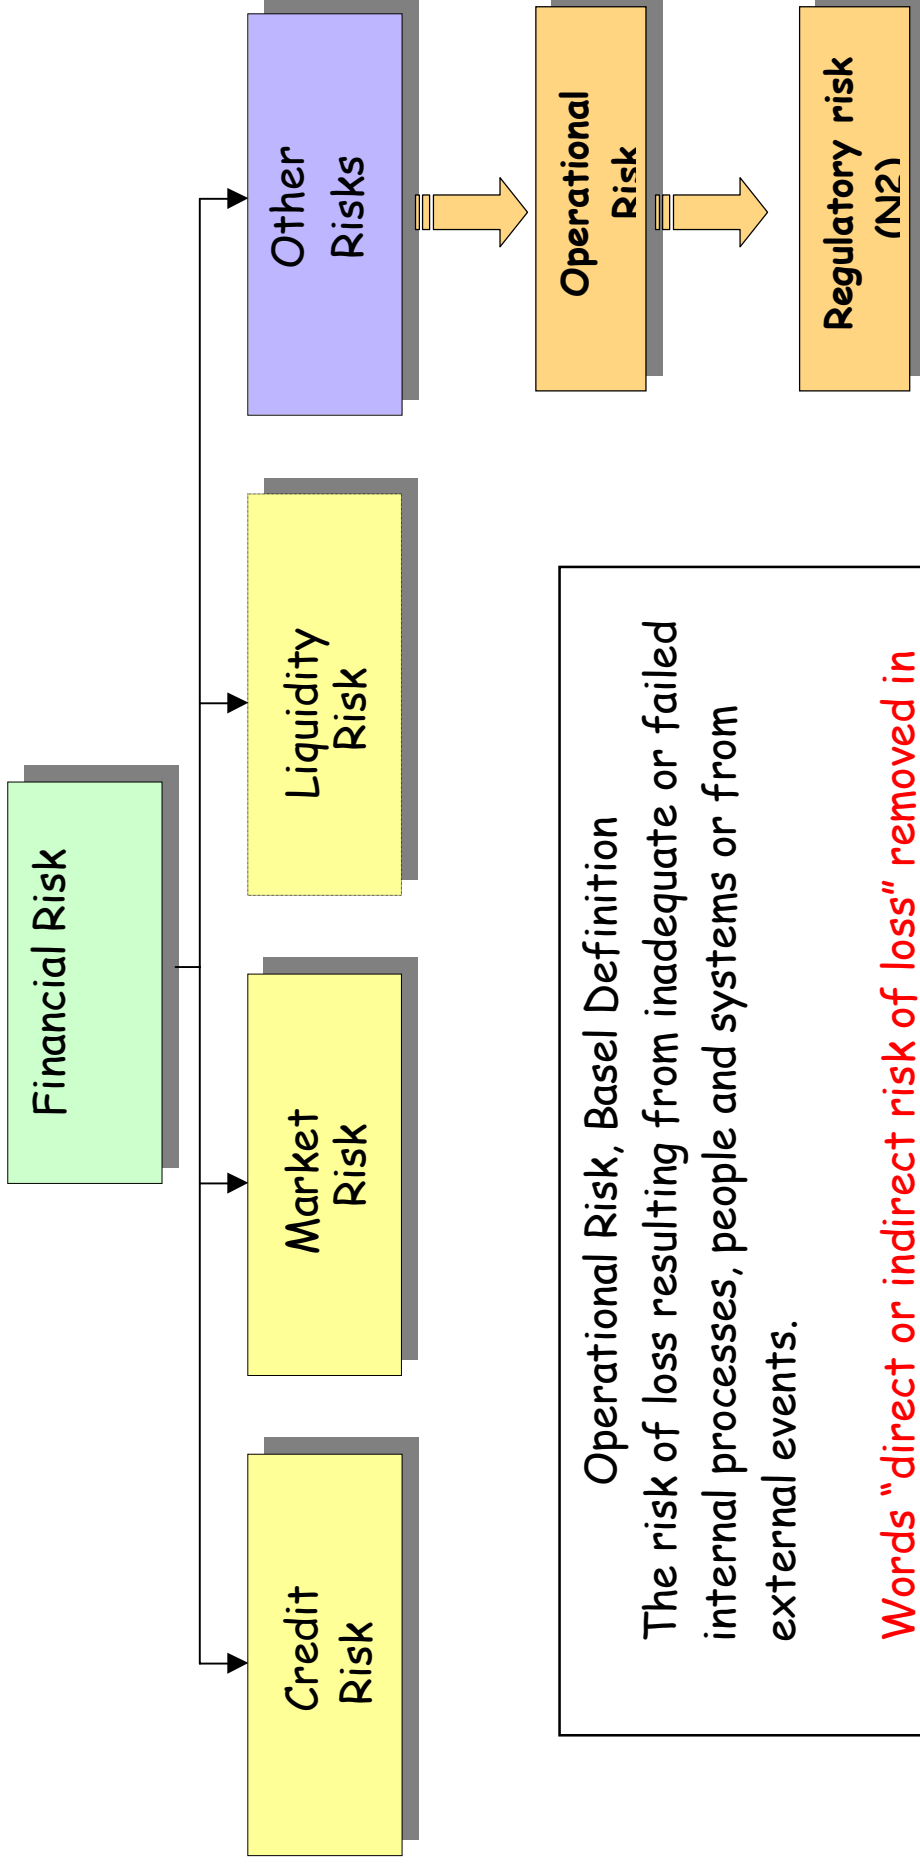 Financial Risk
Credit
Risk
Market
Risk
Liquidity
Risk
Other
Risks
Operational
Risk
Regulatory risk
(N2)
Operational Risk, Basel Definition
The risk of loss resulting from inadequate or failed
internal processes, people and systems or from
external events.
Words “direct or indirect risk of loss” removed in